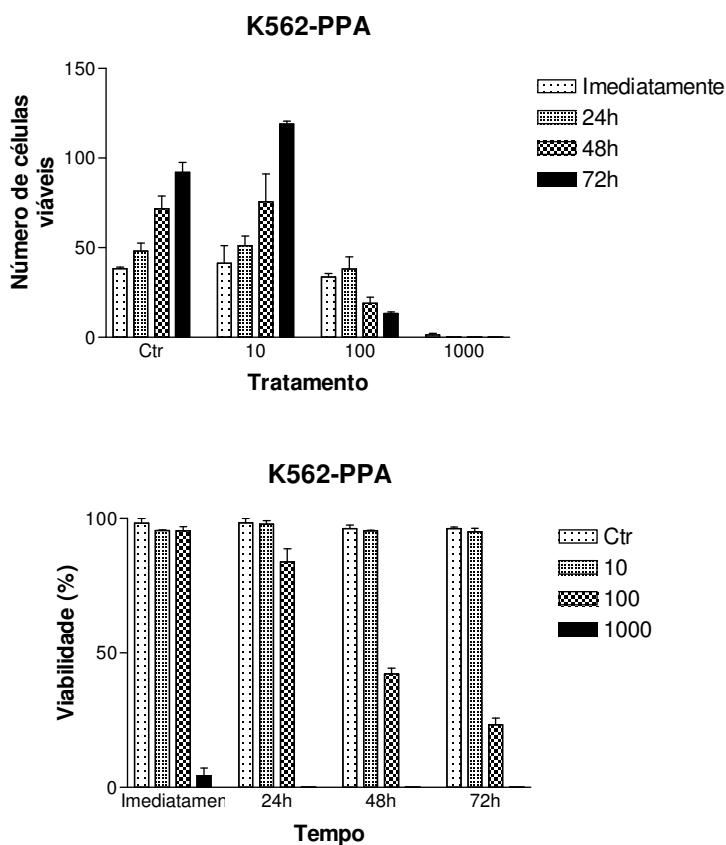 K562-PPA
150
100
50
0
Número de células
viáveis
Ctr
10
100
1000
Tratamento
Imediatamente
24h
48h
72h
K562-PPA
100
50
0
Viabilidade (%)
Imediatamen
24h
48h
72h
Tempo
Ctr
10
100
1000